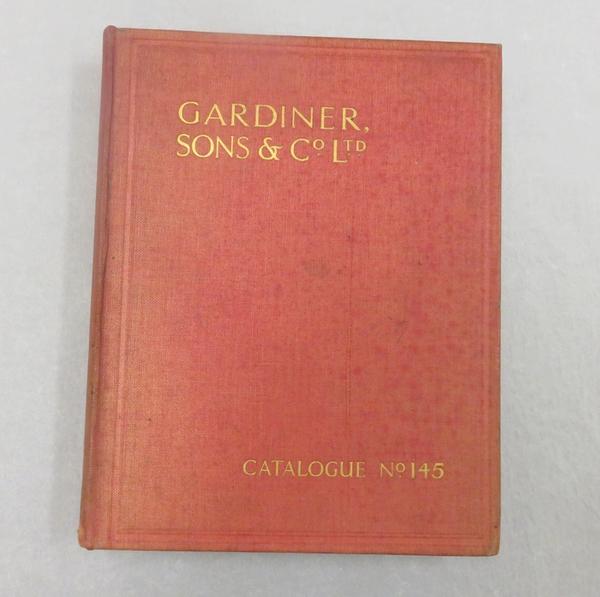 GARDINER,
SONS & Cº. LTD
CATALOGUE Nº 145